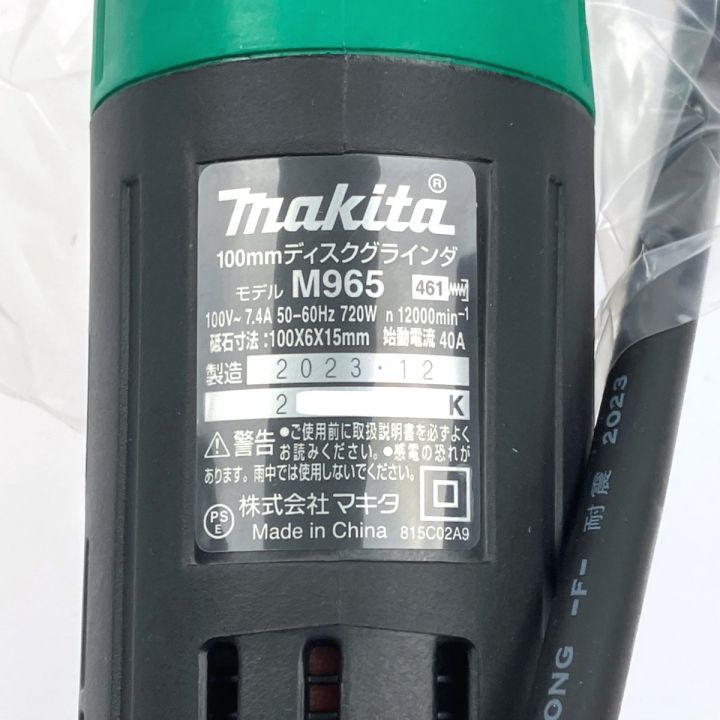 makita®
100mmディスクグラインダ
モデル M965 461
100V~ 7.4A 50-60Hz 720W n 12000min⁻¹
砥石寸法:100X6X15mm 始動電流 40A
製造 2023・12
2 K
警告 ●ご使用前に取扱説明書を必ずよく
お読みください。●感電の恐れが
あります。雨中では使用しないでください。
PS
E
株式会社 マキタ
Made in China 815C02A9
ONG -F- 耐震 2023